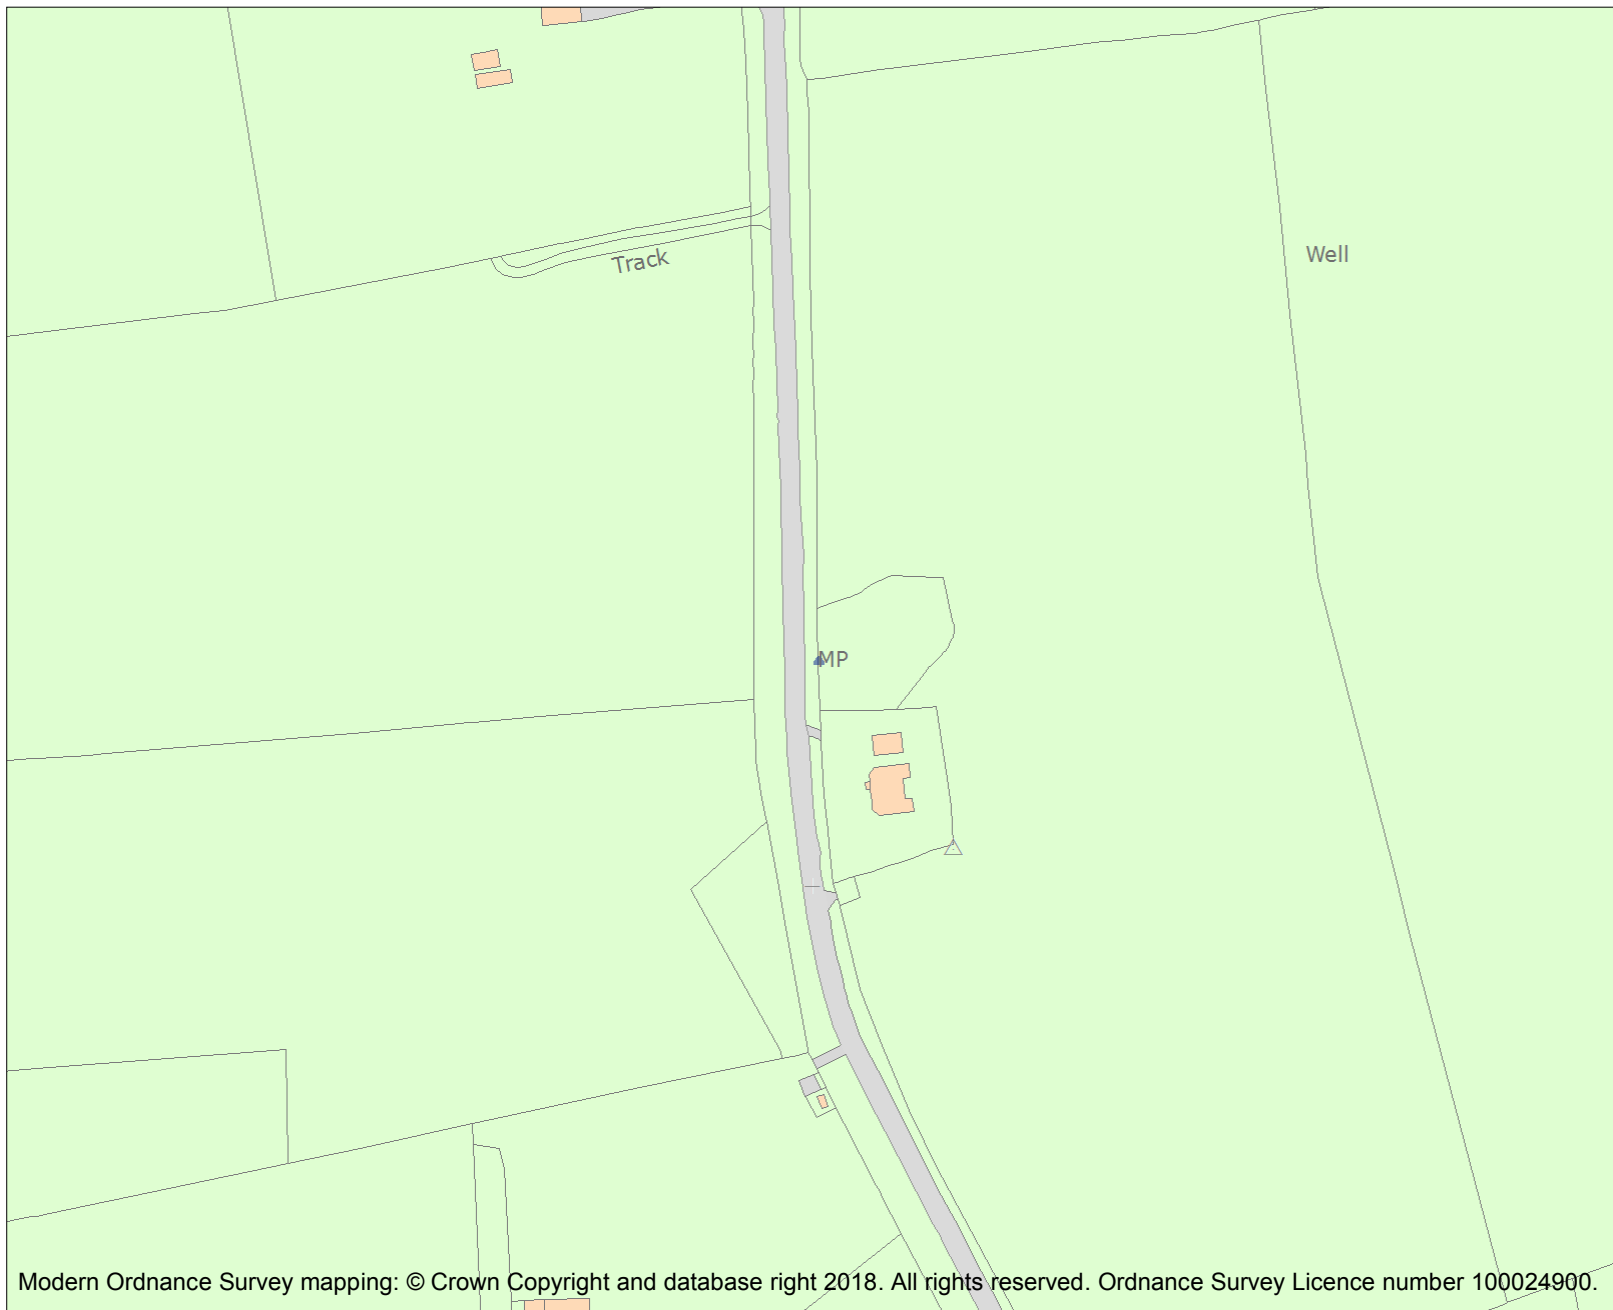 Well
Track
MP
Modern Ordnance Survey mapping: © Crown Copyright and database right 2018. All rights reserved. Ordnance Survey Licence number 100024900.